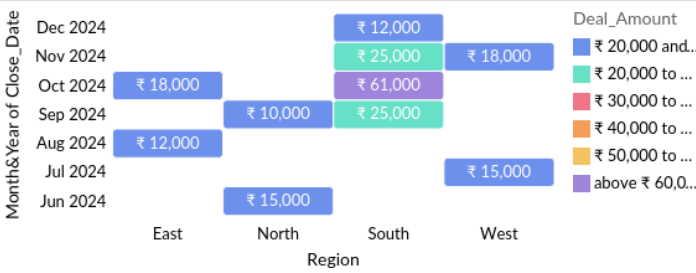 Deal_Amount
₹ 20,000 and...
₹ 20,000 to ...
₹ 30,000 to ...
₹ 40,000 to ...
₹ 50,000 to ...
above ₹ 60,0...
Month&Year of Close_Date
Dec 2024 ₹ 12,000
Nov 2024 ₹ 25,000 ₹ 18,000
Oct 2024 ₹ 18,000 ₹ 61,000
Sep 2024 ₹ 10,000 ₹ 25,000
Aug 2024 ₹ 12,000
Jul 2024 ₹ 15,000
Jun 2024 ₹ 15,000
East North South West
Region